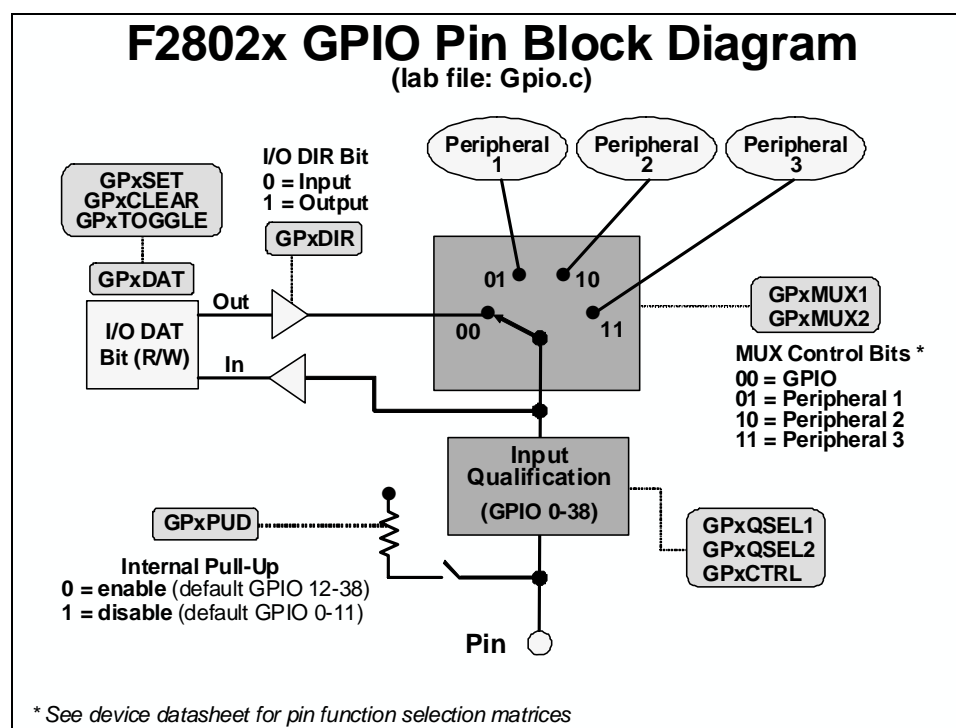 F2802x GPIO Pin Block Diagram
(lab file: Gpio.c)
Peripheral
1
Peripheral
2
Peripheral
3
I/O DIR Bit
0 = Input
1 = Output
GPxSET
GPxCLEAR
GPxTOGGLE
GPxDIR
GPxDAT
01
10
Out
00
11
I/O DAT
Bit (R/W)
In
GPxMUX1
GPxMUX2
MUX Control Bits *
00 = GPIO
01 = Peripheral 1
10 = Peripheral 2
11 = Peripheral 3
Input
Qualification
(GPIO 0-38)
GPxPUD
GPxQSEL1
GPxQSEL2
GPxCTRL
Internal Pull-Up
0 = enable (default GPIO 12-38)
1 = disable (default GPIO 0-11)
Pin
* See device datasheet for pin function selection matrices